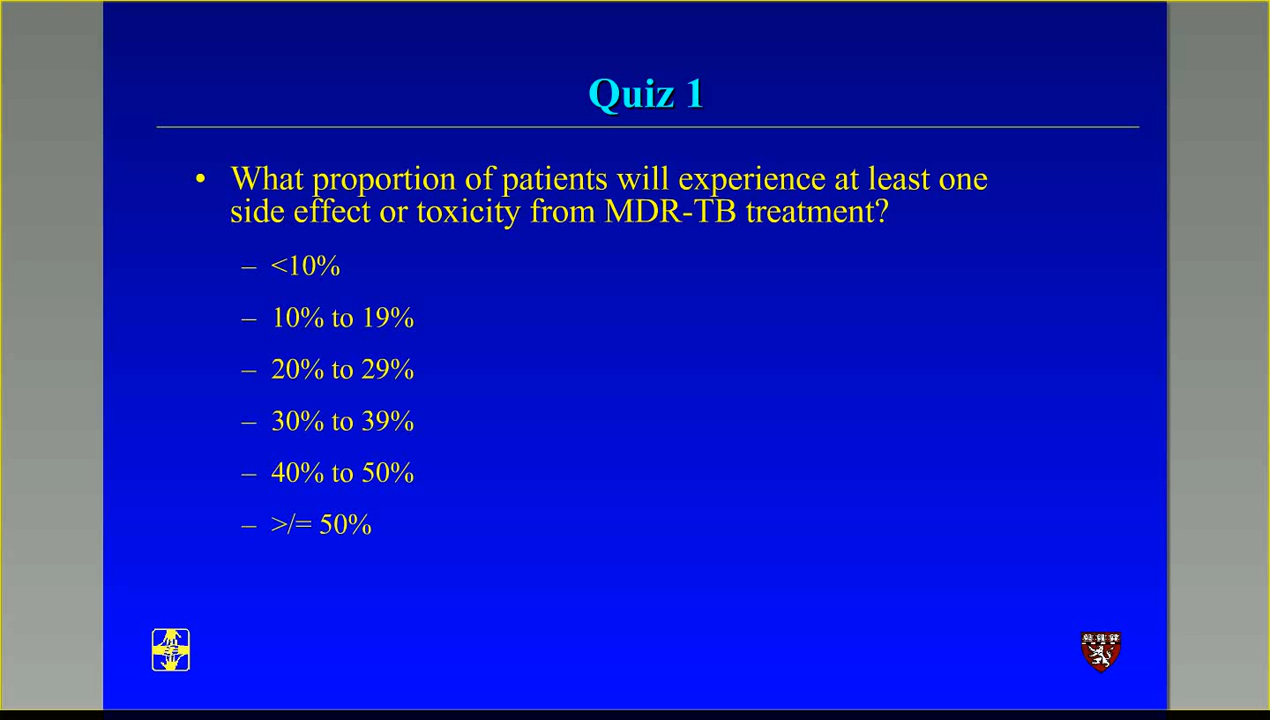 Quiz 1
• What proportion of patients will experience at least one
side effect or toxicity from MDR-TB treatment?
– <10%
– 10% to 19%
– 20% to 29%
– 30% to 39%
– 40% to 50%
– >/= 50%